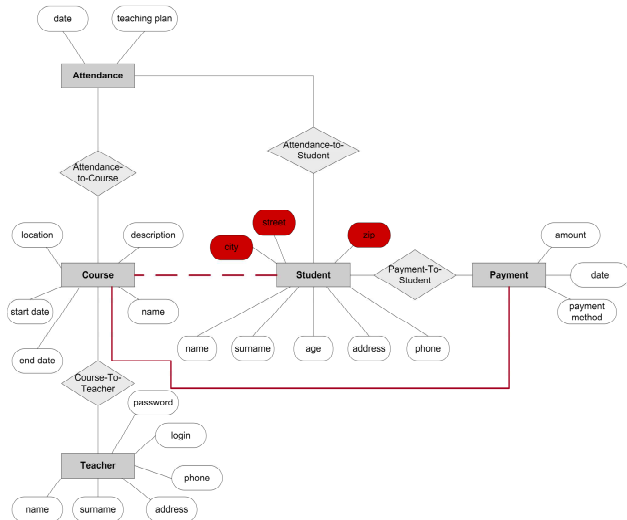 date
teaching plan
Attendance
Attendance-
to-Course
Attendance-to-
Studont
location
description
city
street
zip
amount
Course
Student
Payment-To-
Student
Payment
date
start date
name
payment
method
end date
name
surname
age
address
phone
Course-To-
Teacher
password
login
Teacher
phone
name
surname
address